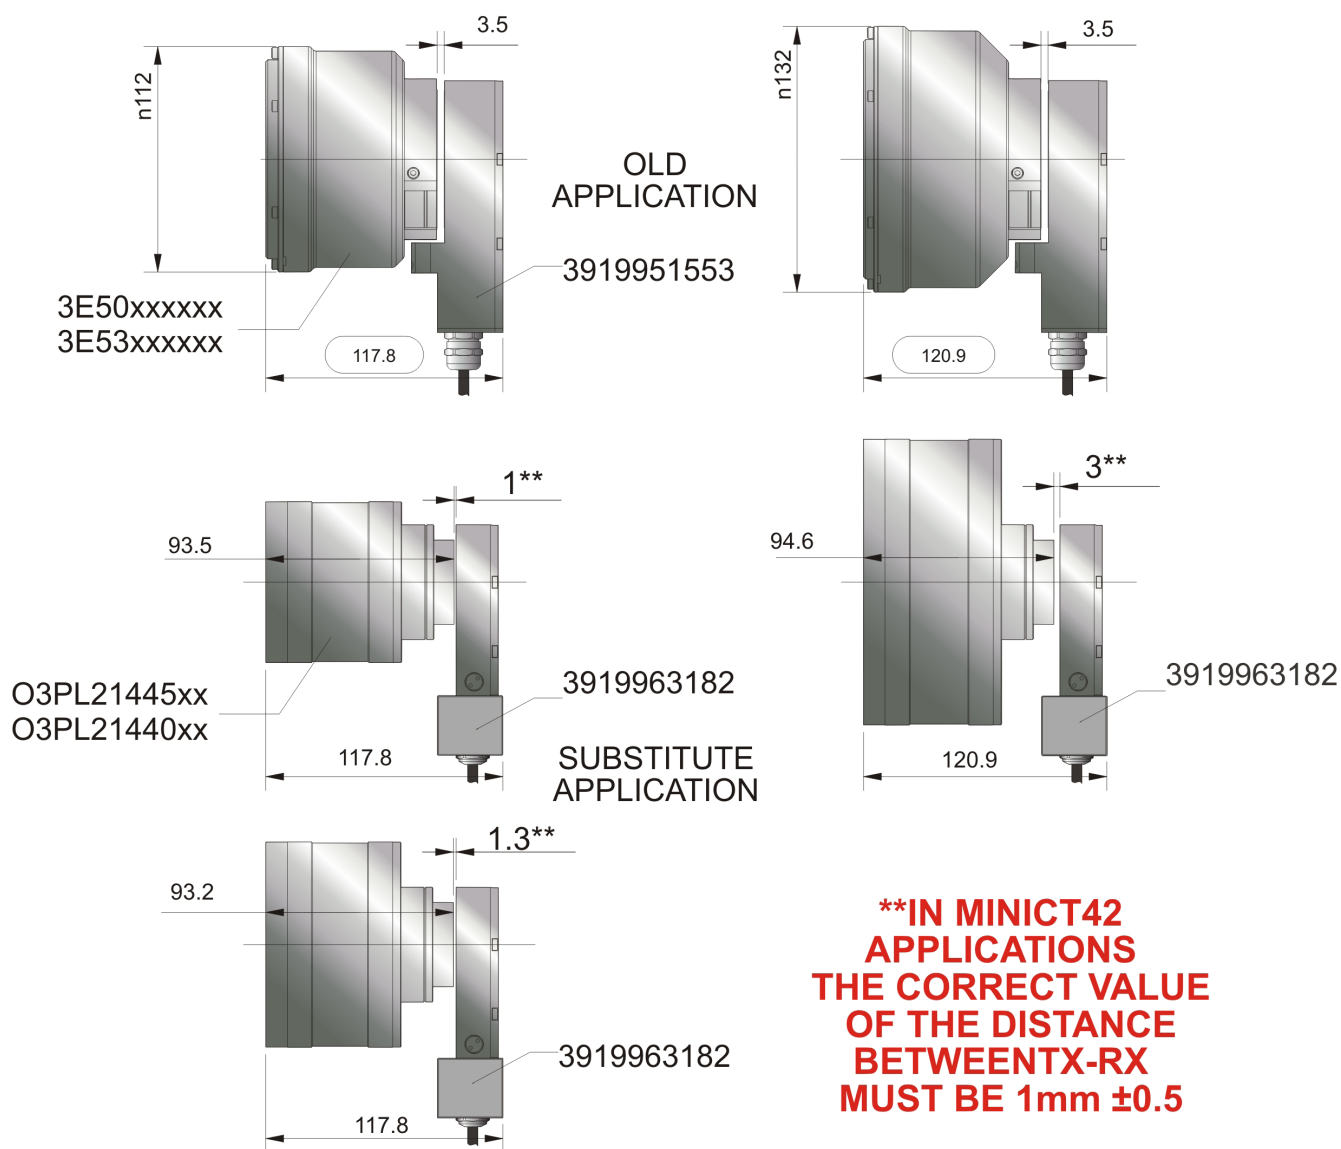 3.5
n112
3E50xxxxxx
3E53xxxxxx
117.8
OLD
APPLICATION
3919951553
3.5
n132
120.9
1**
93.5
O3PL21445xx
O3PL21440xx
3919963182
117.8
SUBSTITUTE
APPLICATION
3**
94.6
3919963182
120.9
1.3**
93.2
3919963182
117.8
**IN MINICT42
APPLICATIONS
THE CORRECT VALUE
OF THE DISTANCE
BETWEENTX-RX
MUST BE 1mm ±0.5